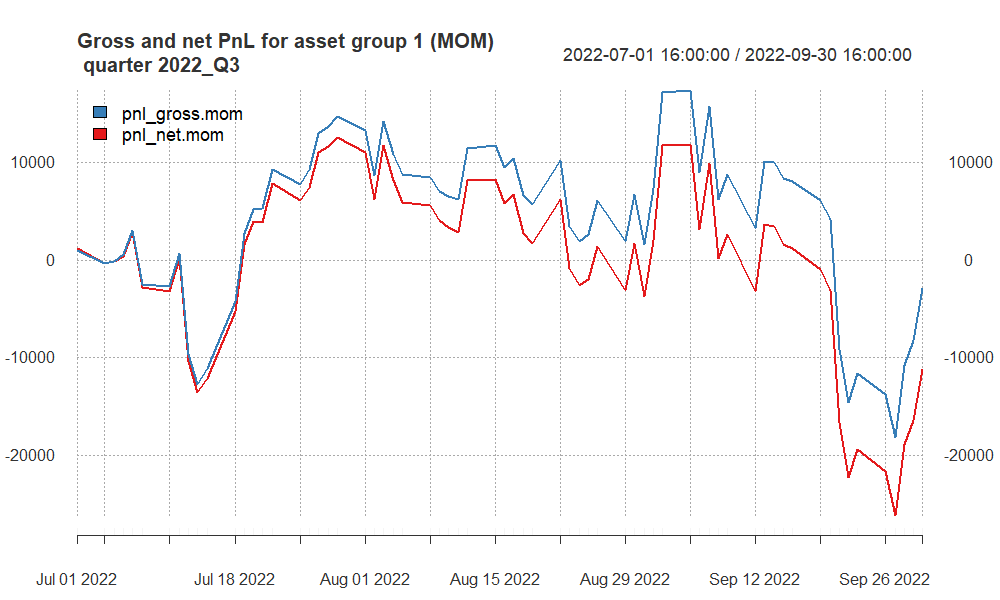 Gross and net PnL for asset group 1 (MOM)
quarter 2022_Q3
2022-07-01 16:00:00 / 2022-09-30 16:00:00
pnl_gross.mom
pnl_net.mom
10000 10000
0 0
-10000 -10000
-20000 -20000
Jul 01 2022 Jul 18 2022 Aug 01 2022 Aug 15 2022 Aug 29 2022 Sep 12 2022 Sep 26 2022